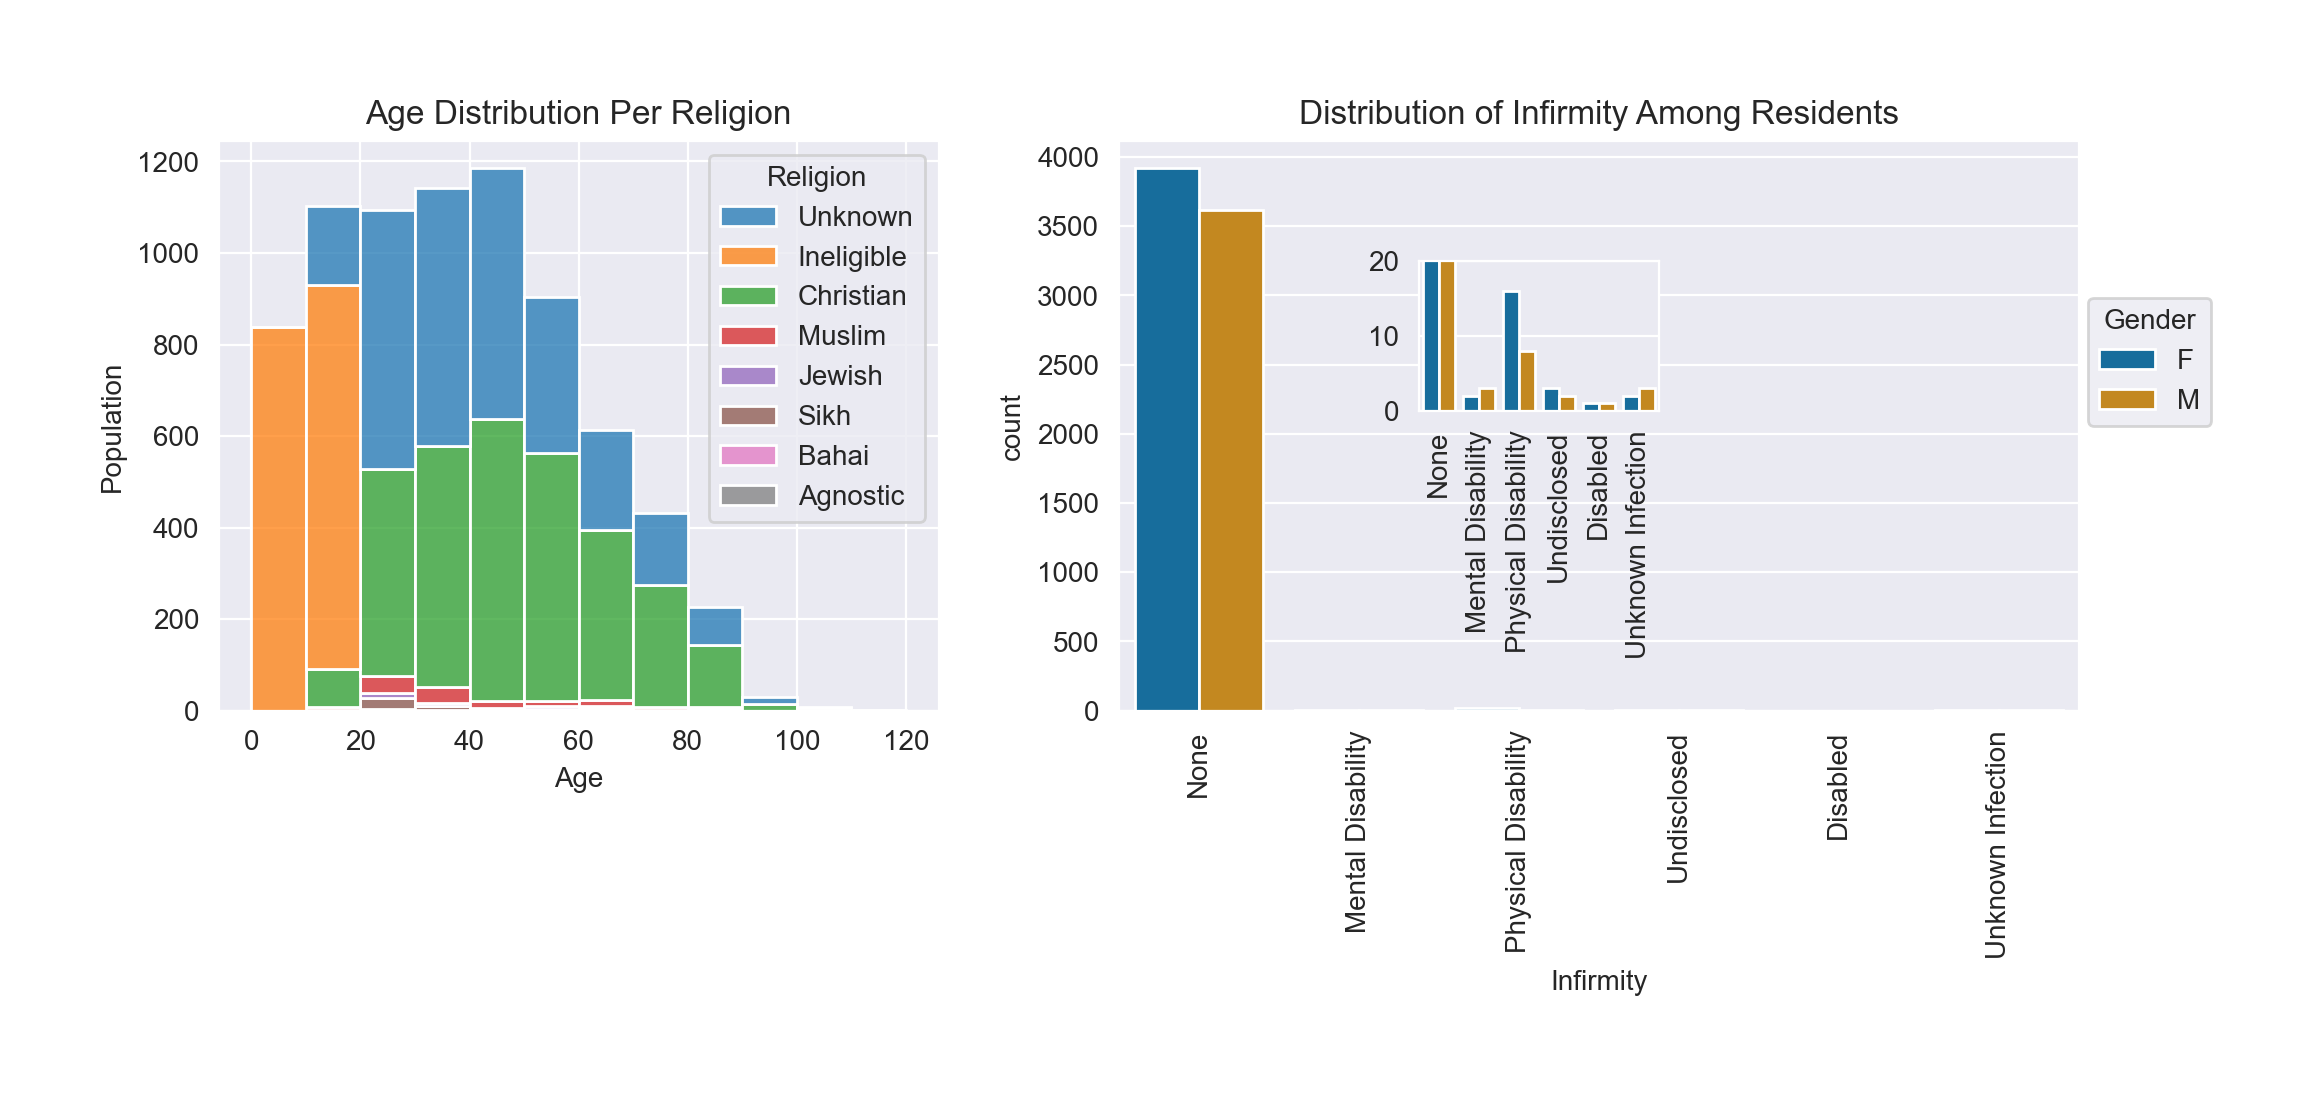 Age Distribution Per Religion
1200
1000
800
600
400
200
0
Population
0 20 40 60 80 100 120
Age
Religion
Unknown
Ineligible
Christian
Muslim
Jewish
Sikh
Bahai
Agnostic
Distribution of Infirmity Among Residents
4000
3500
3000
2500
2000
1500
1000
500
0
count
20
10
0
None
Mental Disability
Physical Disability
Undisclosed
Disabled
Unknown Infection
None
Mental Disability
Physical Disability
Undisclosed
Disabled
Unknown Infection
Infirmity
Gender
F
M